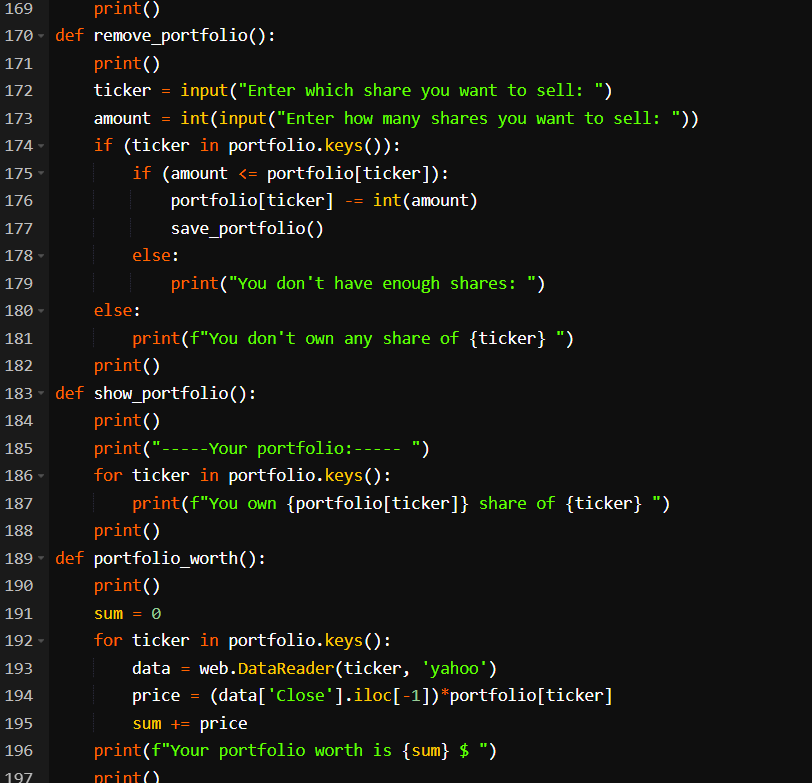 169     print()
170 def remove_portfolio():
171     print()
172     ticker = input("Enter which share you want to sell: ")
173     amount = int(input("Enter how many shares you want to sell: "))
174     if (ticker in portfolio.keys()):
175         if (amount <= portfolio[ticker]):
176             portfolio[ticker] -= int(amount)
177             save_portfolio()
178         else:
179             print("You don't have enough shares: ")
180     else:
181         print(f"You don't own any share of {ticker} ")
182     print()
183 def show_portfolio():
184     print()
185     print("-----Your portfolio:----- ")
186     for ticker in portfolio.keys():
187         print(f"You own {portfolio[ticker]} share of {ticker} ")
188     print()
189 def portfolio_worth():
190     print()
191     sum = 0
192     for ticker in portfolio.keys():
193         data = web.DataReader(ticker, 'yahoo')
194         price = (data['Close'].iloc[-1])*portfolio[ticker]
195         sum += price
196     print(f"Your portfolio worth is {sum} $ ")
197     print()